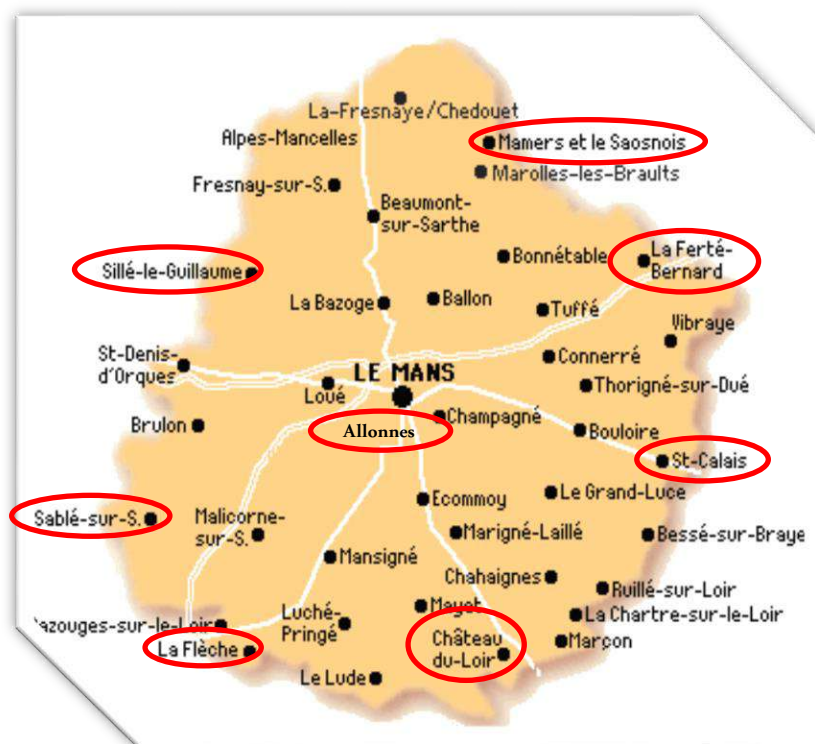 La-Fresnaye/Chedouet
Alpes-Mancelles
Mamers et le Saosnois
Marolles-les-Braults
Fresnay-sur-S.
Beaumont-
sur-Sarthe
Sillé-le-Guillaume
Bonnétable
La Ferté-
Bernard
La Bazoge
Ballon
Tuffé
Vibraye
St-Denis-
d'Orques
Connerré
LE MANS
Loué
Thorigné-sur-Dué
Champagné
Allonnes
Brulon
Bouloire
St-Calais
Sablé-sur-S.
Malicorne-
sur-S.
Ecommoy
Le Grand-Luce
Marigné-Laillé
Bessé-sur-Braye
Mansigné
Chahaignes
Ruillé-sur-Loir
azouges-sur-le-Loir
Luché-
Pringé
Mayet
La Chartre-sur-le-Loir
La Flèche
Château
du-Loir
Marçon
Le Lude